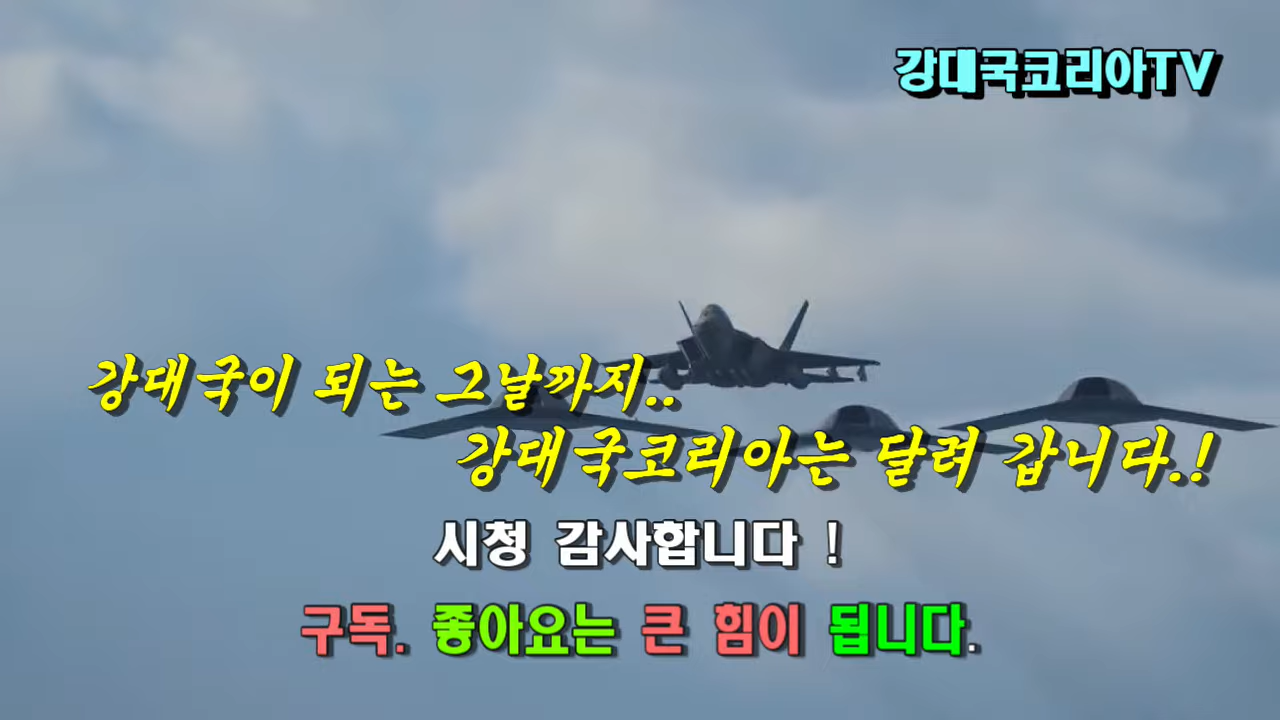 강대국코리아TV
강대국이 되는 그날까지..
강대국코리아는 달려 갑니다.!
시청 감사합니다 !
구독. 좋아요는 큰 힘이 됩니다.